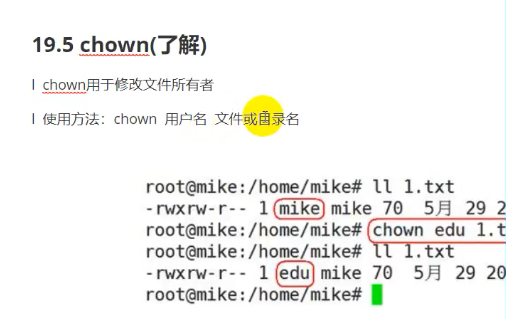 19.5 chown(了解)
l chown用于修改文件所有者
l 使用方法：chown 用户名 文件或目录名
root@mike:/home/mike# ll 1.txt
-rwxrw-r-- 1 mike mike 70 5月 29 2
root@mike:/home/mike# chown edu 1.t
root@mike:/home/mike# ll 1.txt
-rwxrw-r-- 1 edu mike 70 5月 29 20
root@mike:/home/mike#